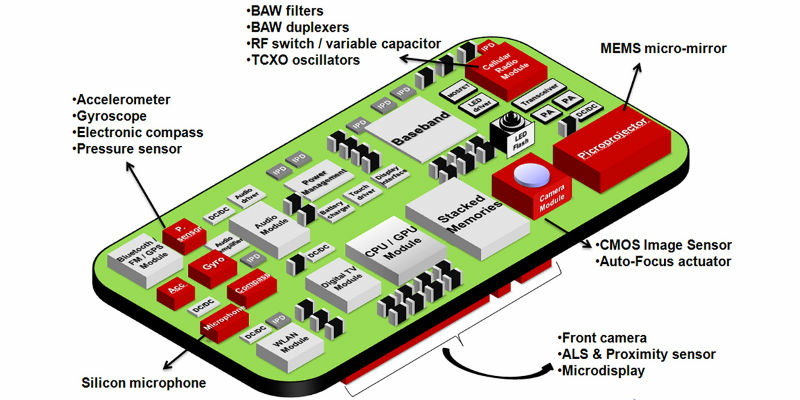 •BAW filters
•BAW duplexers
•RF switch / variable capacitor
•TCXO oscillators
MEMS micro-mirror
•Accelerometer
•Gyroscope
•Electronic compass
•Pressure sensor
IPD
Cellular
Radio
Module
MOSFET
LED
driver
Transceiver
PA
PA
DC/DC
IPD
IPD
IPD
Baseband
LED
Flash
Picoprojector
IPD
IPD
Power
Management
Display
interface
Touch
driver
Battery
charger
Camera
Module
Stacked
Memories
Audio
driver
DC/DC
P.
sensor
Audio
amplifier
Audio Module
Bluetooth
FM / GPS
Module
Gyro
IPD
DC/DC
CPU / GPU
Module
Acc.
Compass
Digital TV
Module
DC/DC
Microphone
IPD
DC/DC
WLAN
Module
•CMOS Image Sensor
•Auto-Focus actuator
•Front camera
•ALS & Proximity sensor
•Microdisplay
Silicon microphone